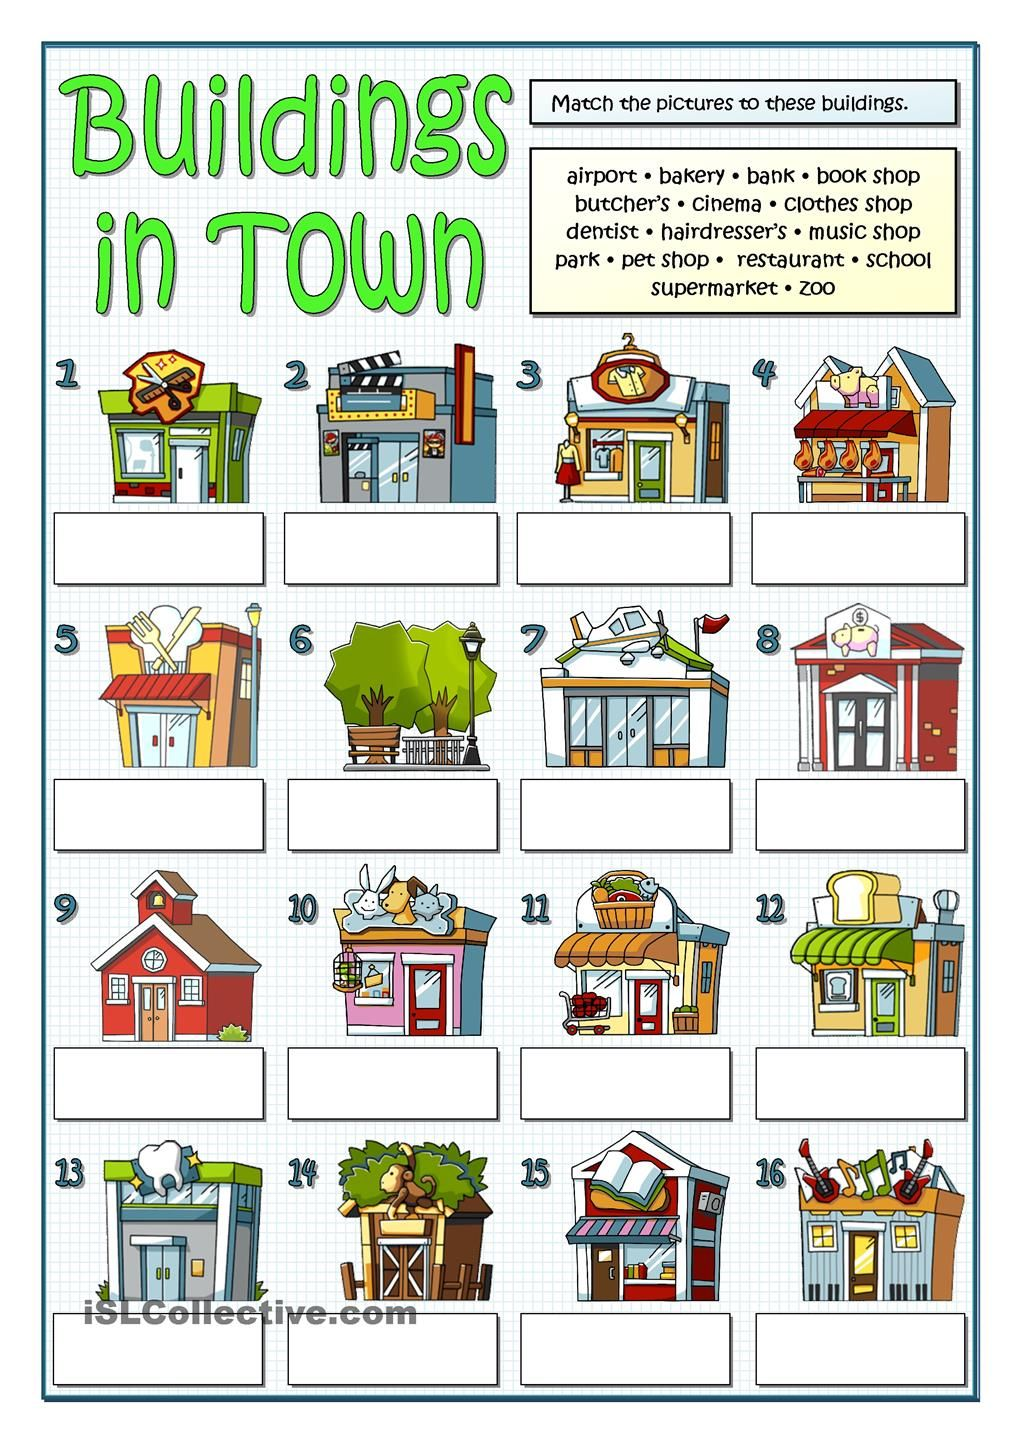 Buildings
in Town
Match the pictures to these buildings.
airport • bakery • bank • book shop
butcher's • cinema • clothes shop
dentist • hairdresser's • music shop
park • pet shop • restaurant • school
supermarket • zoo
1
2
3
4
5
6
7
8
$
9
10
11
12
13
14
15
16
iSLCollective.com